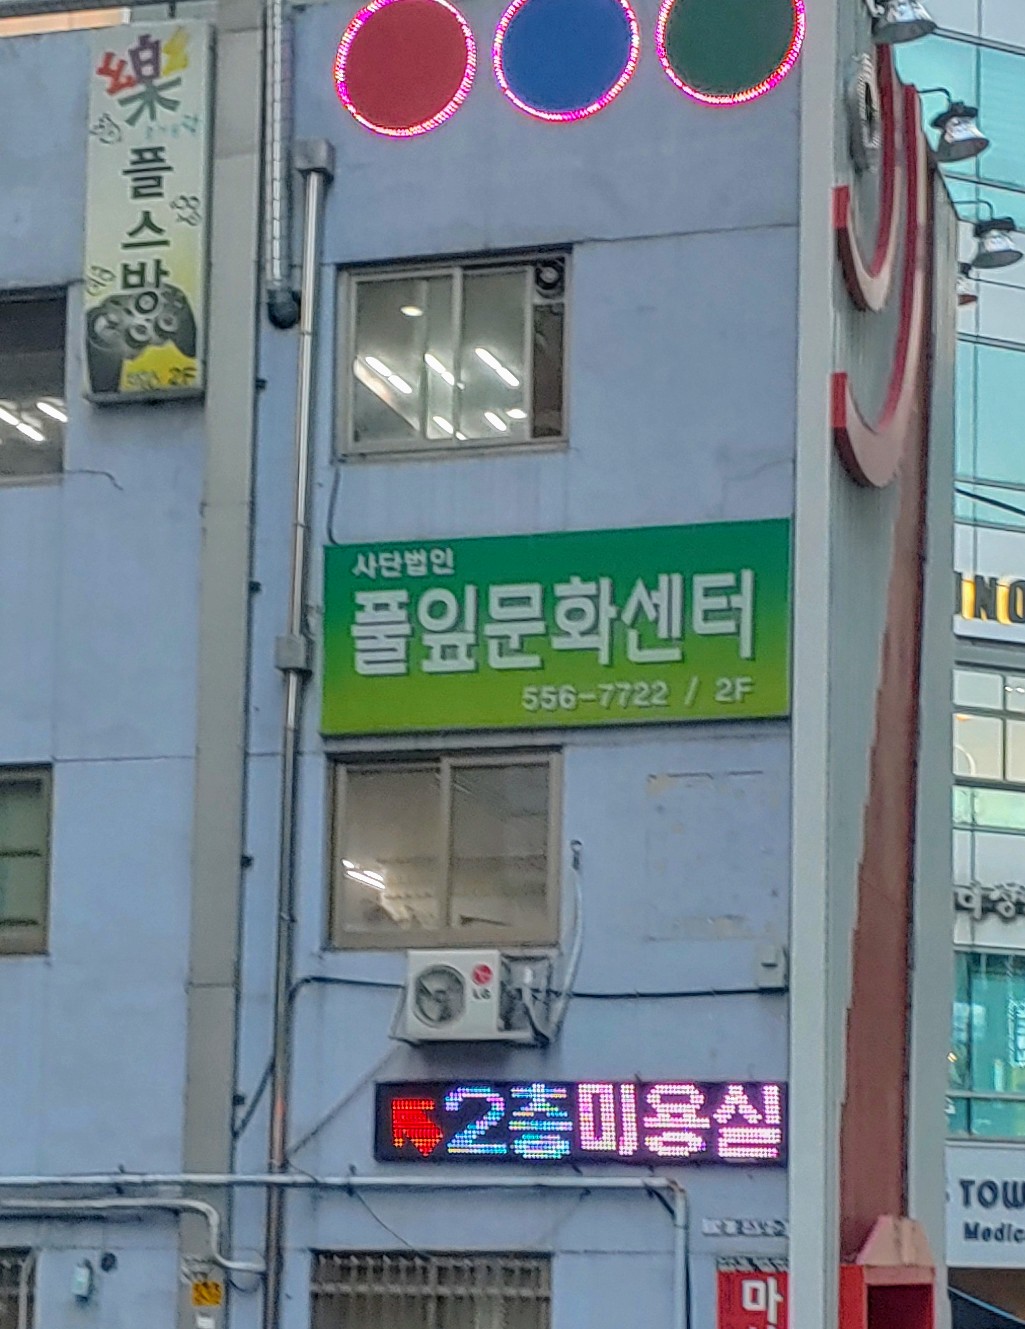 樂
플스방
2F
사단법인
풀잎문화센터
556-7722 / 2F
LG
2층미용실
TOW
Medic
마